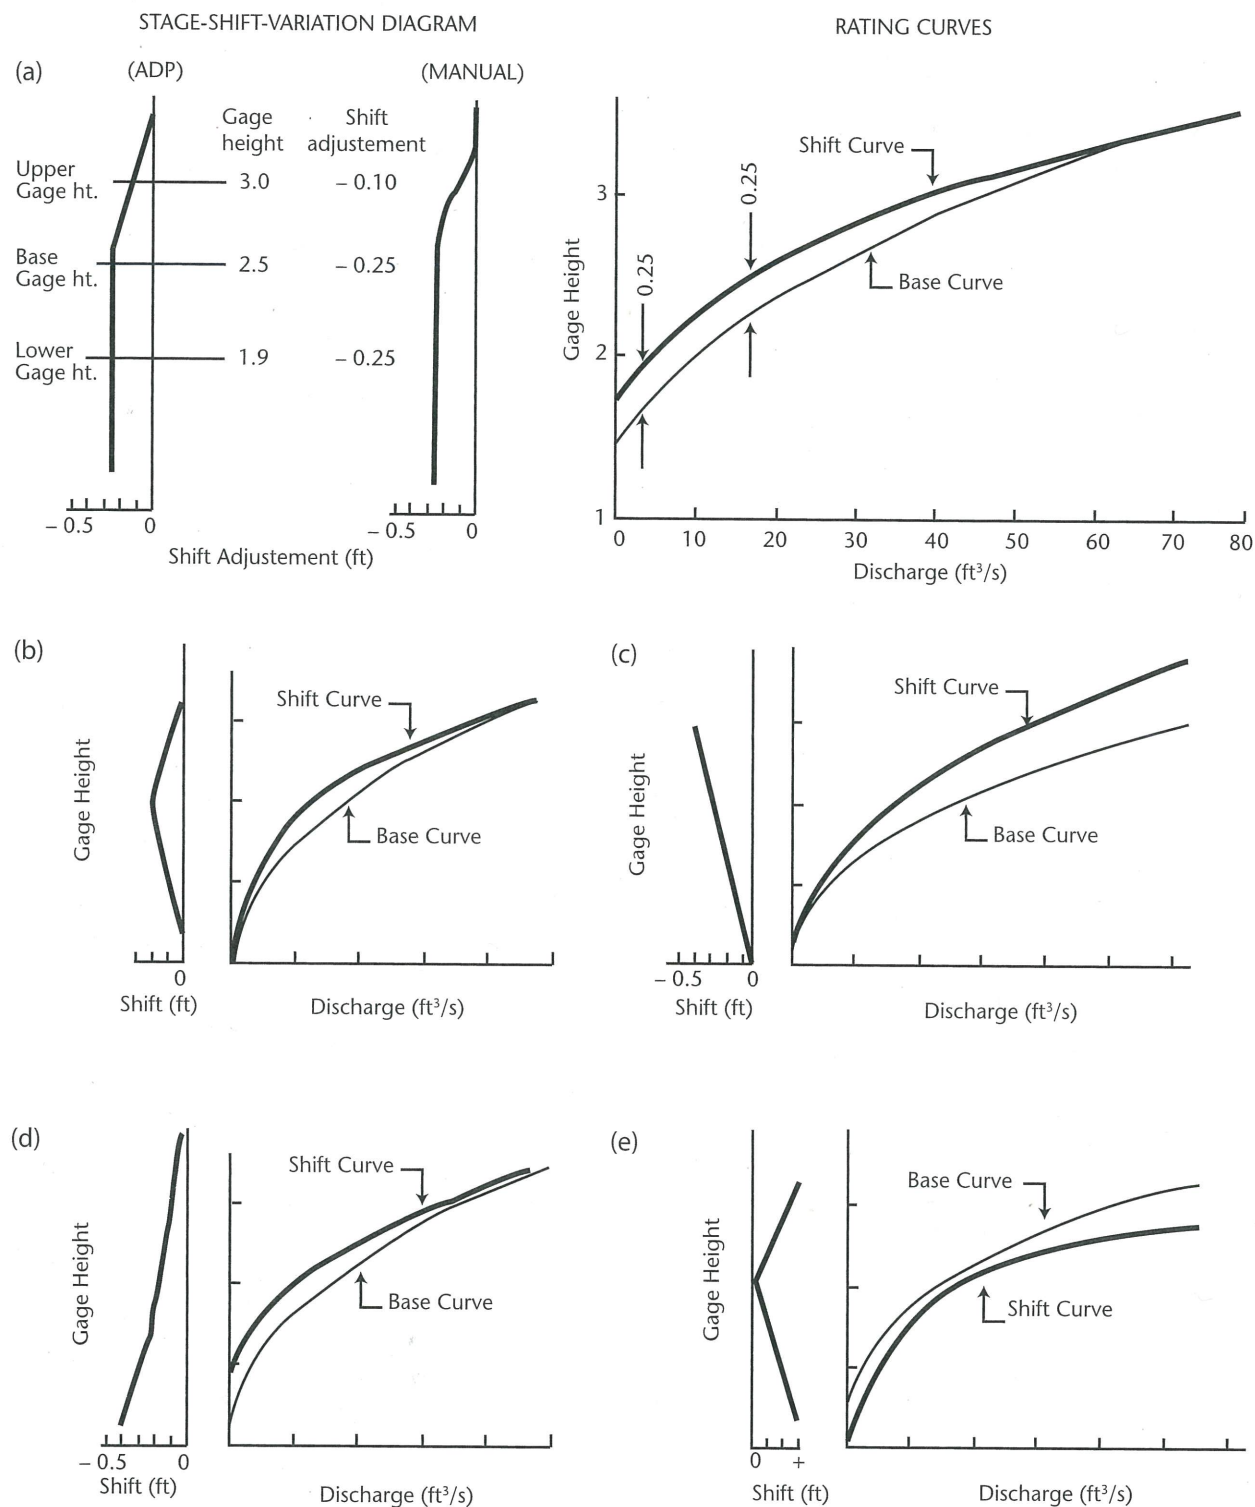 STAGE-SHIFT-VARIATION DIAGRAM
RATING CURVES
(a)
(ADP)
(MANUAL)
Gage
height
Shift
adjustement
Upper
Gage ht.
3.0
– 0.10
Base
Gage ht.
2.5
– 0.25
Lower
Gage ht.
1.9
– 0.25
– 0.5
0
– 0.5
0
Shift Adjustement (ft)
Gage Height
3
2
1
Shift Curve
0.25
0.25
Base Curve
0 10 20 30 40 50 60 70 80
Discharge (ft³/s)
(b)
Gage Height
0
Shift (ft)
Shift Curve
Base Curve
Discharge (ft³/s)
(c)
Gage Height
– 0.5 0
Shift (ft)
Shift Curve
Base Curve
Discharge (ft³/s)
(d)
Gage Height
– 0.5 0
Shift (ft)
Shift Curve
Base Curve
Discharge (ft³/s)
(e)
Gage Height
0 +
Shift (ft)
Base Curve
Shift Curve
Discharge (ft³/s)